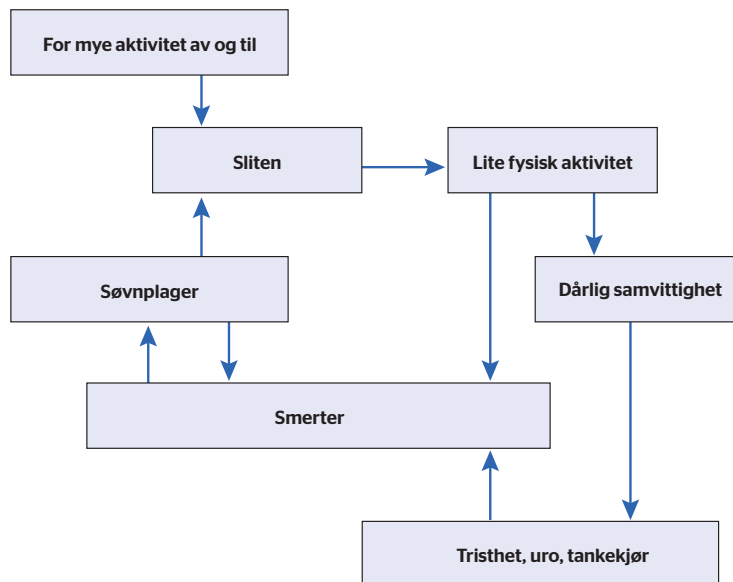 For mye aktivitet av og til
Sliten
Lite fysisk aktivitet
Søvnplager
Dårlig samvittighet
Smerter
Tristhet, uro, tankekjør